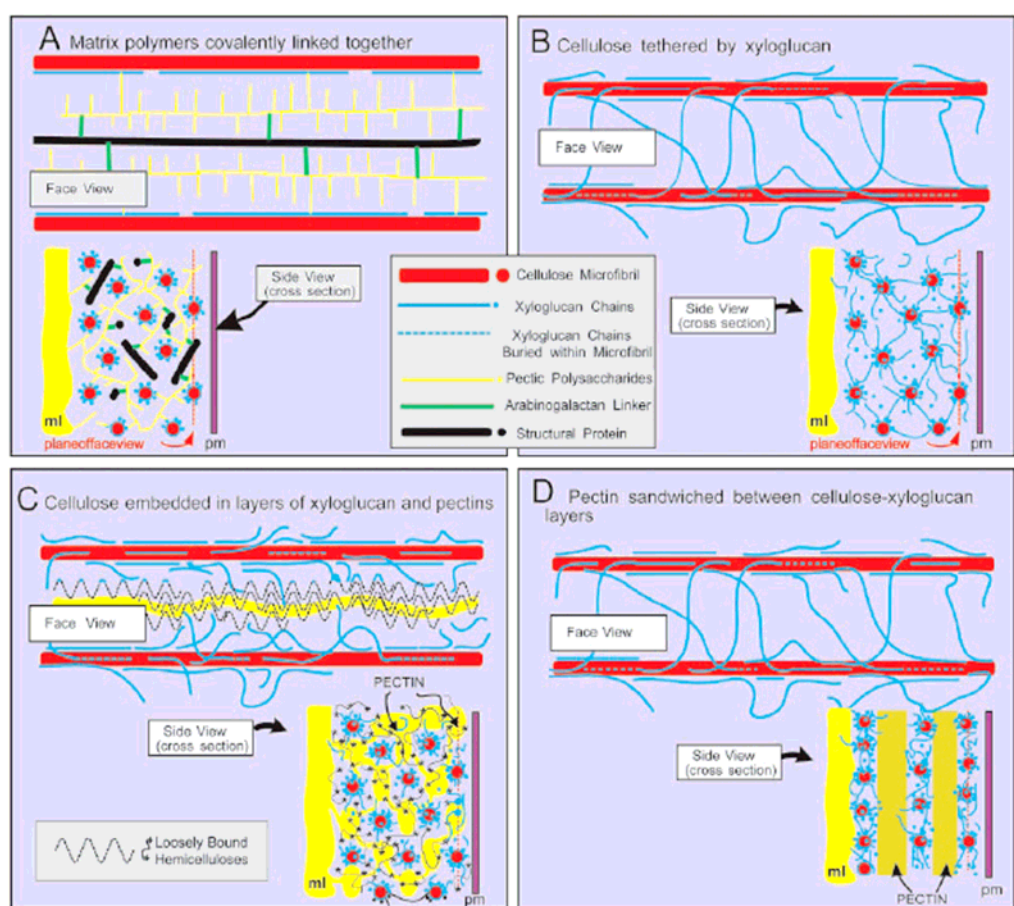 A Matrix polymers covalently linked together
Face View
Side View
(cross section)
ml
planeoffaceview
pm
B Cellulose tethered by xyloglucan
Face View
Side View
(cross section)
ml
planeoffaceview
pm
Cellulose Microfibril
Xyloglucan Chains
Xyloglucan Chains
Buried within Microfibril
Pectic Polysaccharides
Arabinogalactan Linker
Structural Protein
C Cellulose embedded in layers of xyloglucan and pectins
Face View
PECTIN
Side View
(cross section)
Loosely Bound
Hemicelluloses
ml
pm
D Pectin sandwiched between cellulose-xyloglucan
layers
Face View
Side View
(cross section)
ml
PECTIN
pm